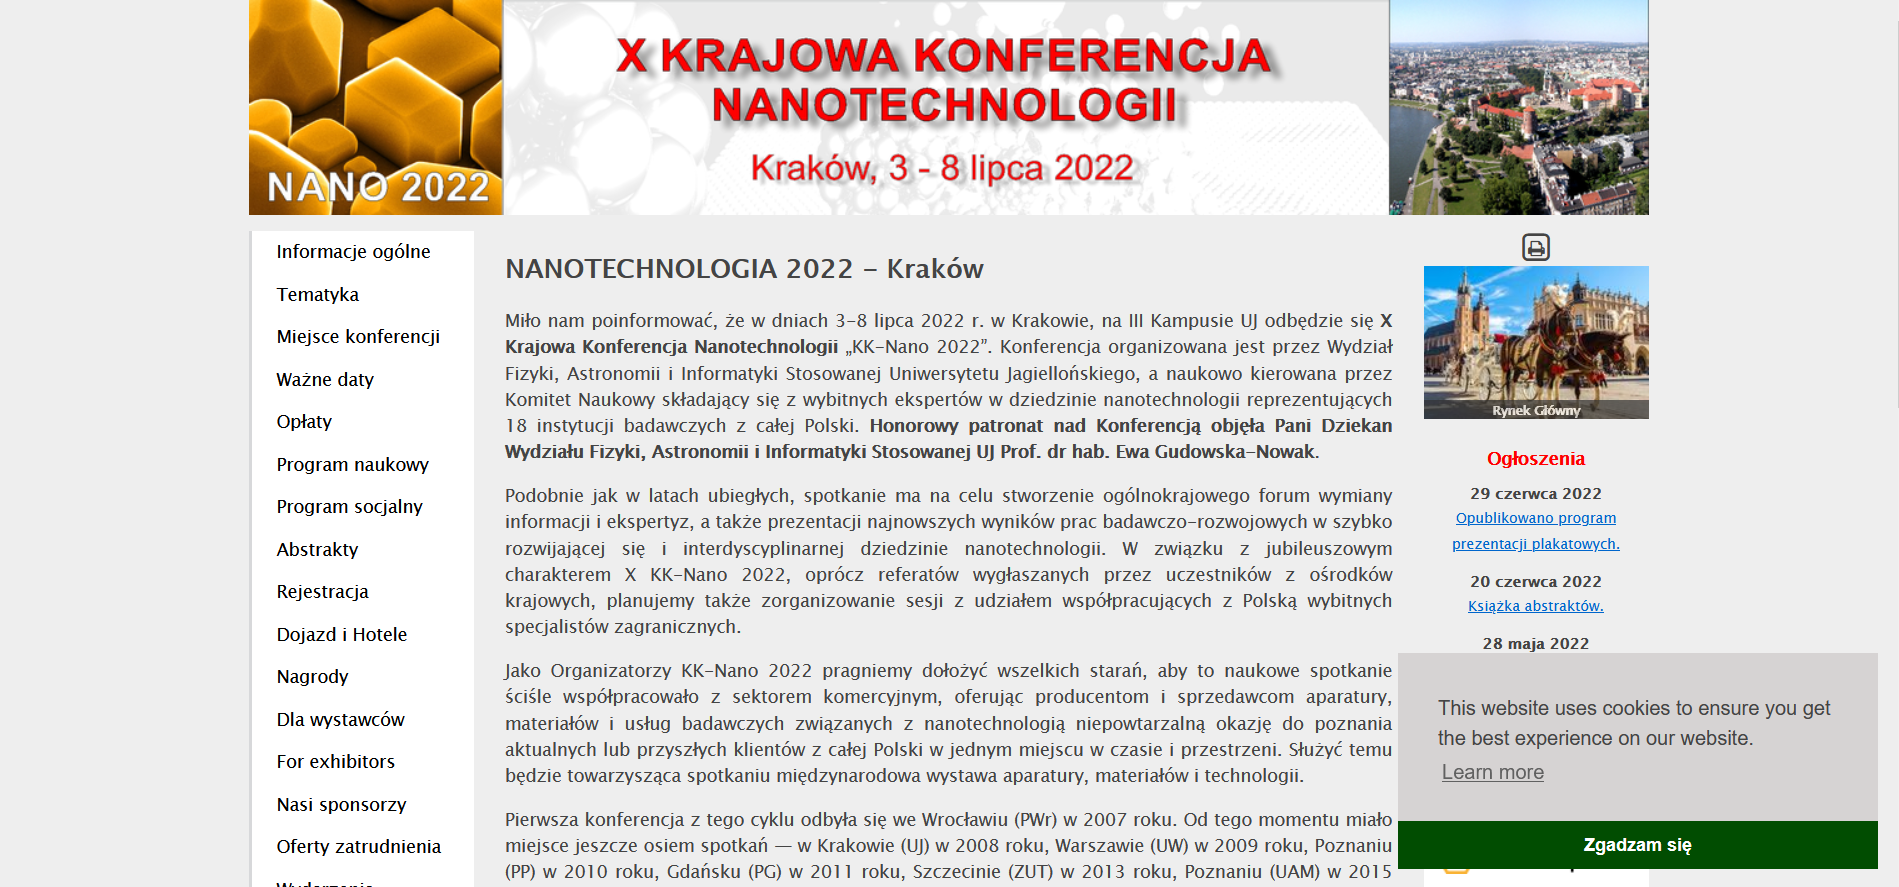 X KRAJOWA KONFERENCJA
NANOTECHNOLOGII
Kraków, 3 - 8 lipca 2022
NANO 2022
Informacje ogólne
Tematyka
Miejsce konferencji
Ważne daty
Opłaty
Program naukowy
Program socjalny
Abstrakty
Rejestracja
Dojazd i Hotele
Nagrody
Dla wystawców
For exhibitors
Nasi sponsorzy
Oferty zatrudnienia
NANOTECHNOLOGIA 2022 - Kraków
Miło nam poinformować, że w dniach 3-8 lipca 2022 r. w Krakowie, na III Kampusie UJ odbędzie się X
Krajowa Konferencja Nanotechnologii „KK-Nano 2022”. Konferencja organizowana jest przez Wydział
Fizyki, Astronomii i Informatyki Stosowanej Uniwersytetu Jagiellońskiego, a naukowo kierowana przez
Komitet Naukowy składający się z wybitnych ekspertów w dziedzinie nanotechnologii reprezentujących
18 instytucji badawczych z całej Polski. Honorowy patronat nad Konferencją objęła Pani Dziekan
Wydziału Fizyki, Astronomii i Informatyki Stosowanej UJ Prof. dr hab. Ewa Gudowska-Nowak.
Podobnie jak w latach ubiegłych, spotkanie ma na celu stworzenie ogólnokrajowego forum wymiany
informacji i ekspertyz, a także prezentacji najnowszych wyników prac badawczo-rozwojowych w szybko
rozwijającej się i interdyscyplinarnej dziedzinie nanotechnologii. W związku z jubileuszowym
charakterem X KK-Nano 2022, oprócz referatów wygłaszanych przez uczestników z ośrodków
krajowych, planujemy także zorganizowanie sesji z udziałem współpracujących z Polską wybitnych
specjalistów zagranicznych.
Jako Organizatorzy KK-Nano 2022 pragniemy dołożyć wszelkich starań, aby to naukowe spotkanie
ściśle współpracowało z sektorem komercyjnym, oferując producentom i sprzedawcom aparatury,
materiałów i usług badawczych związanych z nanotechnologią niepowtarzalną okazję do poznania
aktualnych lub przyszłych klientów z całej Polski w jednym miejscu w czasie i przestrzeni. Służyć temu
będzie towarzysząca spotkaniu międzynarodowa wystawa aparatury, materiałów i technologii.
Pierwsza konferencja z tego cyklu odbyła się we Wrocławiu (PWr) w 2007 roku. Od tego momentu miało
miejsce jeszcze osiem spotkań — w Krakowie (UJ) w 2008 roku, Warszawie (UW) w 2009 roku, Poznaniu
(PP) w 2010 roku, Gdańsku (PG) w 2011 roku, Szczecinie (ZUT) w 2013 roku, Poznaniu (UAM) w 2015
Rynek Główny
Ogłoszenia
29 czerwca 2022
Opublikowano program
prezentacji plakatowych.
20 czerwca 2022
Książka abstraktów.
28 maja 2022
This website uses cookies to ensure you get
the best experience on our website.
Learn more
Zgadzam się